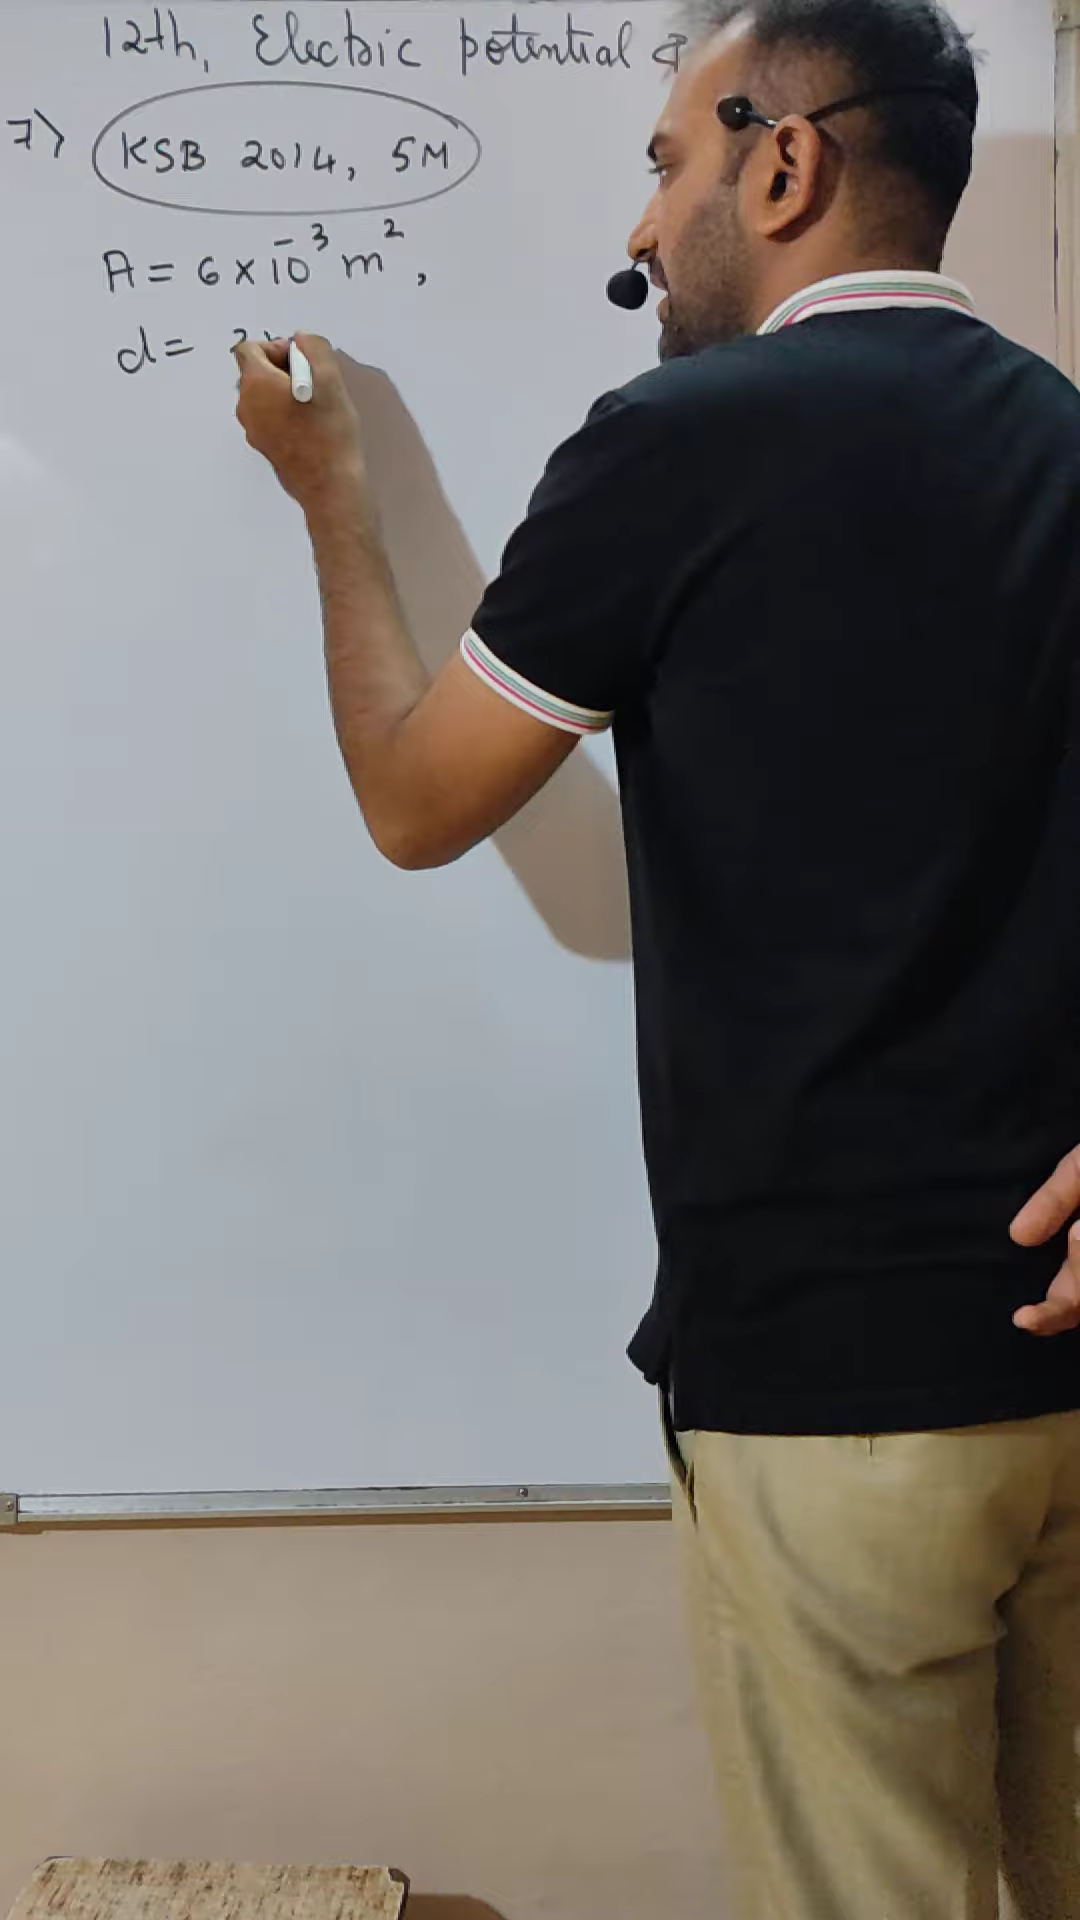 12th, Electric potential &
7) KSB 2014, 5M
A = 6 x 10⁻³ m²,
d =